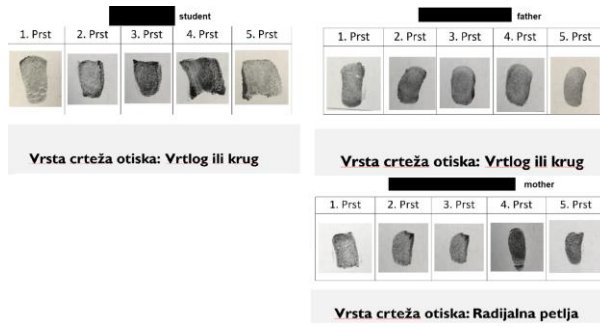 student
1. Prst 2. Prst 3. Prst 4. Prst 5. Prst
Vrsta crteža otiska: Vrtlog ili krug
father
1. Prst 2. Prst 3. Prst 4. Prst 5. Prst
Vrsta crteža otiska: Vrtlog ili krug
mother
1. Prst 2. Prst 3. Prst 4. Prst 5. Prst
Vrsta crteža otiska: Radijalna petlja